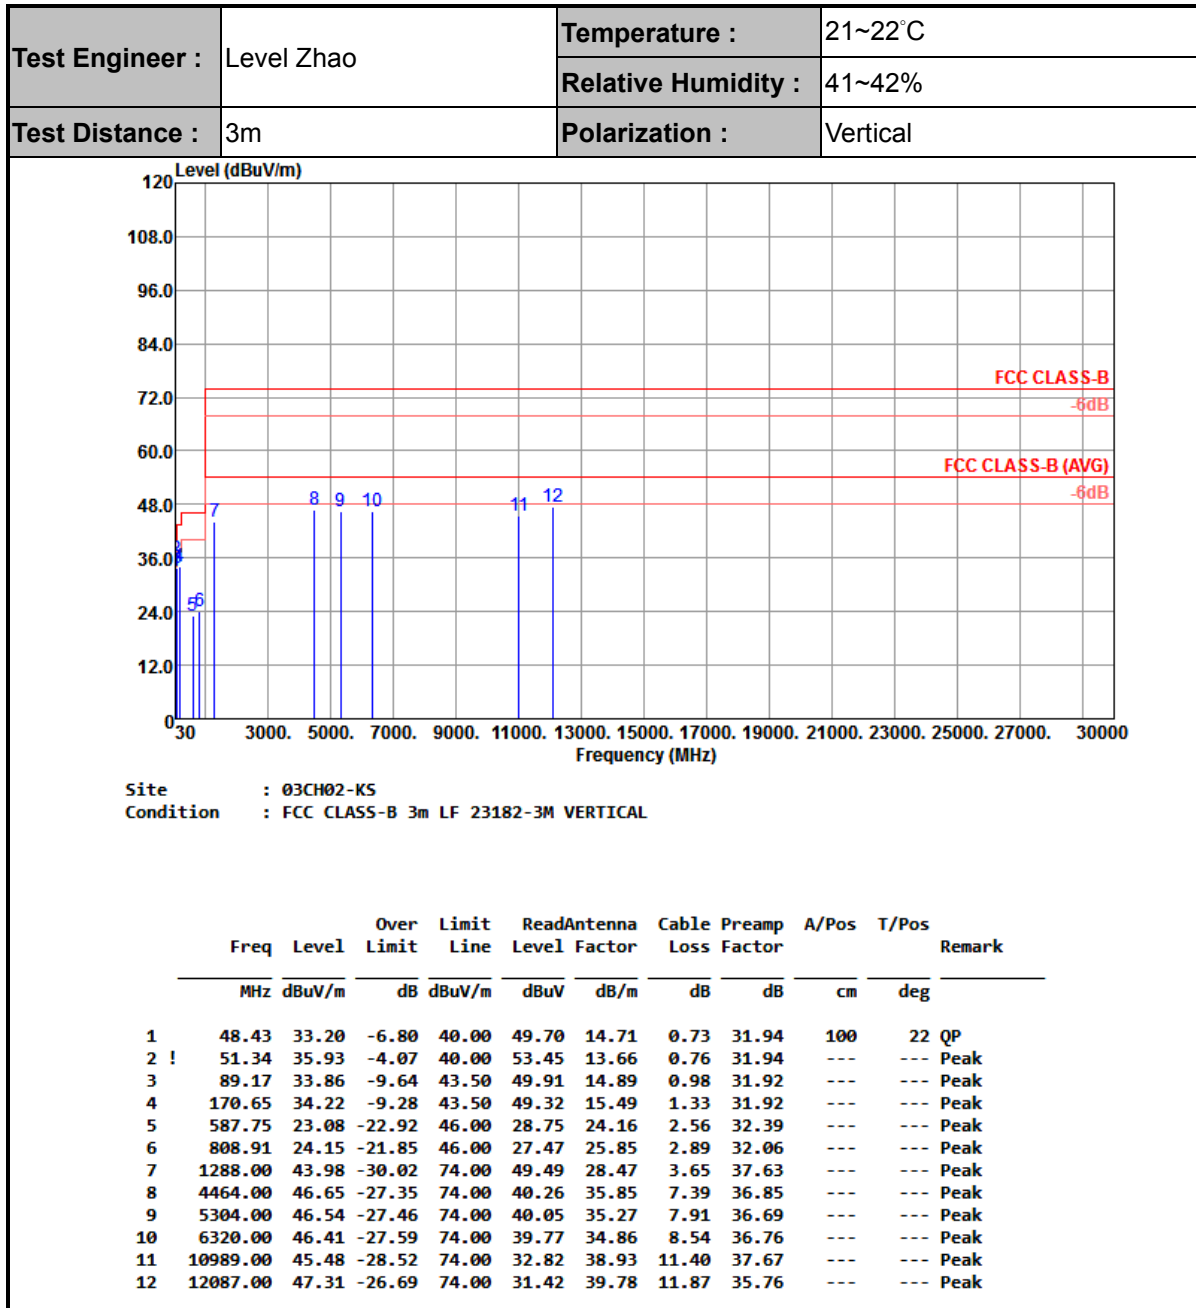 Test Engineer : Level Zhao
Temperature : 21~22°C
Relative Humidity : 41~42%
Test Distance : 3m
Polarization : Vertical
Level (dBuV/m)
120
108.0
96.0
84.0
72.0
60.0
48.0
36.0
24.0
12.0
0
FCC CLASS-B
-6dB
FCC CLASS-B (AVG)
-6dB
5 6 7 8 9 10 11 12
30 3000. 5000. 7000. 9000. 11000. 13000. 15000. 17000. 19000. 21000. 23000. 25000. 27000. 30000
Frequency (MHz)
Site : 03CH02-KS
Condition : FCC CLASS-B 3m LF 23182-3M VERTICAL
Over Limit ReadAntenna Cable Preamp A/Pos T/Pos
Freq Level Limit Line Level Factor Loss Factor Remark
MHz dBuV/m dB dBuV/m dBuV dB/m dB dB cm deg
1 48.43 33.20 -6.80 40.00 49.70 14.71 0.73 31.94 100 22 QP
2 ! 51.34 35.93 -4.07 40.00 53.45 13.66 0.76 31.94 --- --- Peak
3 89.17 33.86 -9.64 43.50 49.91 14.89 0.98 31.92 --- --- Peak
4 170.65 34.22 -9.28 43.50 49.32 15.49 1.33 31.92 --- --- Peak
5 587.75 23.08 -22.92 46.00 28.75 24.16 2.56 32.39 --- --- Peak
6 808.91 24.15 -21.85 46.00 27.47 25.85 2.89 32.06 --- --- Peak
7 1288.00 43.98 -30.02 74.00 49.49 28.47 3.65 37.63 --- --- Peak
8 4464.00 46.65 -27.35 74.00 40.26 35.85 7.39 36.85 --- --- Peak
9 5304.00 46.54 -27.46 74.00 40.05 35.27 7.91 36.69 --- --- Peak
10 6320.00 46.41 -27.59 74.00 39.77 34.86 8.54 36.76 --- --- Peak
11 10989.00 45.48 -28.52 74.00 32.82 38.93 11.40 37.67 --- --- Peak
12 12087.00 47.31 -26.69 74.00 31.42 39.78 11.87 35.76 --- --- Peak